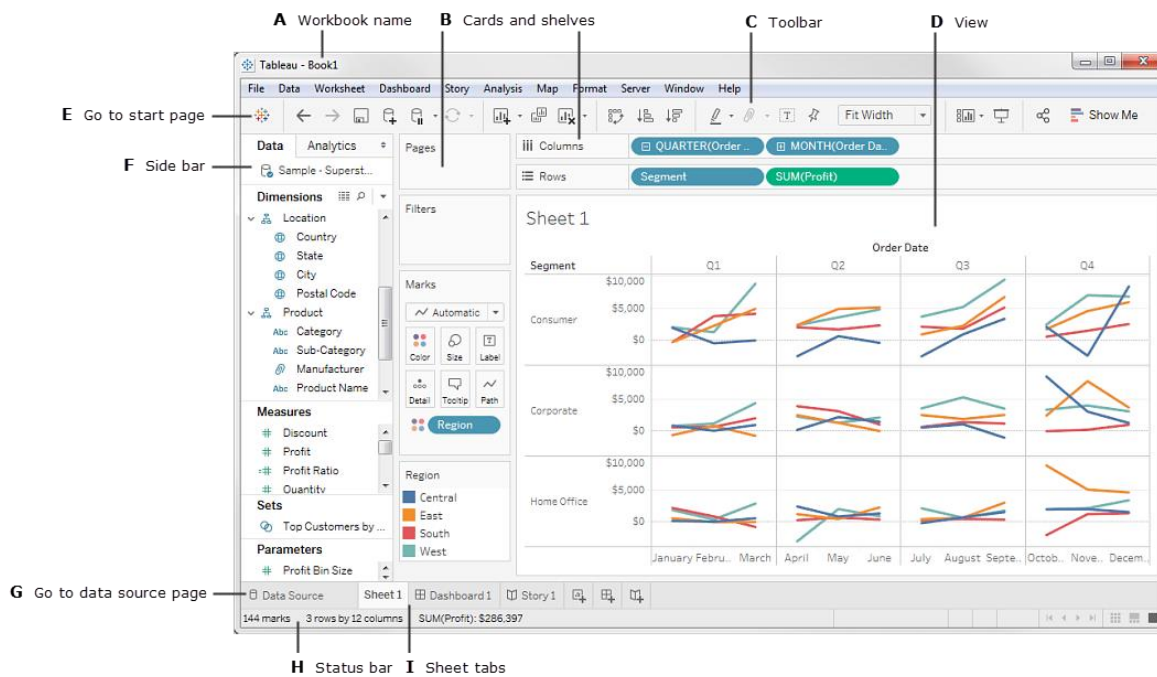 A Workbook name
B Cards and shelves
C Toolbar
D View
Tableau - Book1
File Data Worksheet Dashboard Story Analysis Map Format Server Window Help
E Go to start page
Fit Width
Show Me
Data Analytics
Pages
iii Columns
QUARTER(Order ..
MONTH(Order Da..
F Side bar
Sample - Superst...
Rows
Segment
SUM(Profit)
Dimensions
Filters
Sheet 1
Location
Country
State
City
Postal Code
Product
Abc Category
Abc Sub-Category
Manufacturer
Abc Product Name
Marks
Automatic
Color Size Label
Detail Tooltip Path
Region
Order Date
Segment Q1 Q2 Q3 Q4
Consumer
$10,000
$5,000
$0
Corporate
$10,000
$5,000
$0
Home Office
$10,000
$5,000
$0
January Febru.. March April May June July August Septe.. Octob.. Nove.. Decem..
Measures
# Discount
# Profit
=# Profit Ratio
# Quantity
Region
Central
East
South
West
Sets
Top Customers by ...
Parameters
# Profit Bin Size
G Go to data source page
Data Source Sheet 1 Dashboard 1 Story 1
144 marks 3 rows by 12 columns SUM(Profit): $286,397
H Status bar
I Sheet tabs